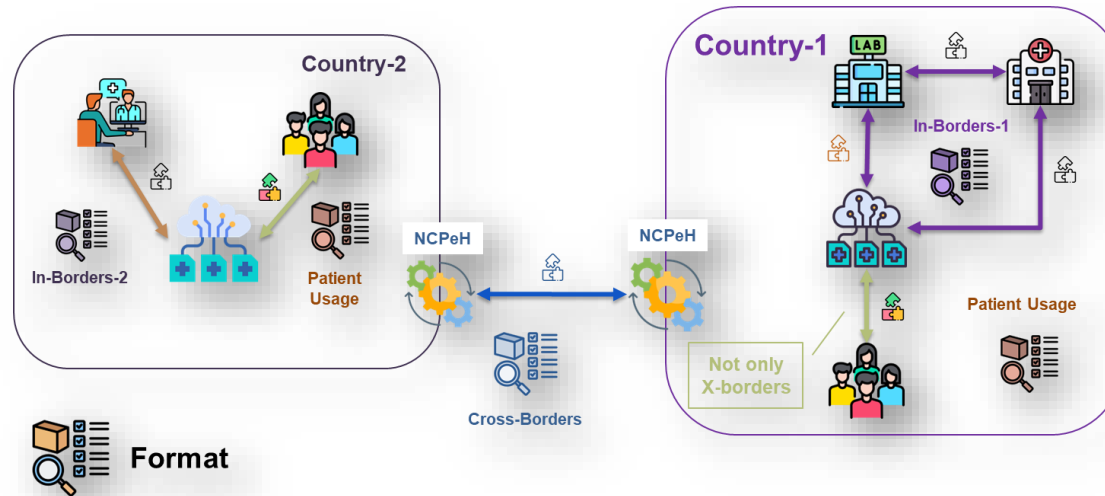 Country-2
Country-1
LAB
In-Borders-1
NCPeH
NCPeH
In-Borders-2
Patient
Usage
Patient Usage
Not only
X-borders
Cross-Borders
Format